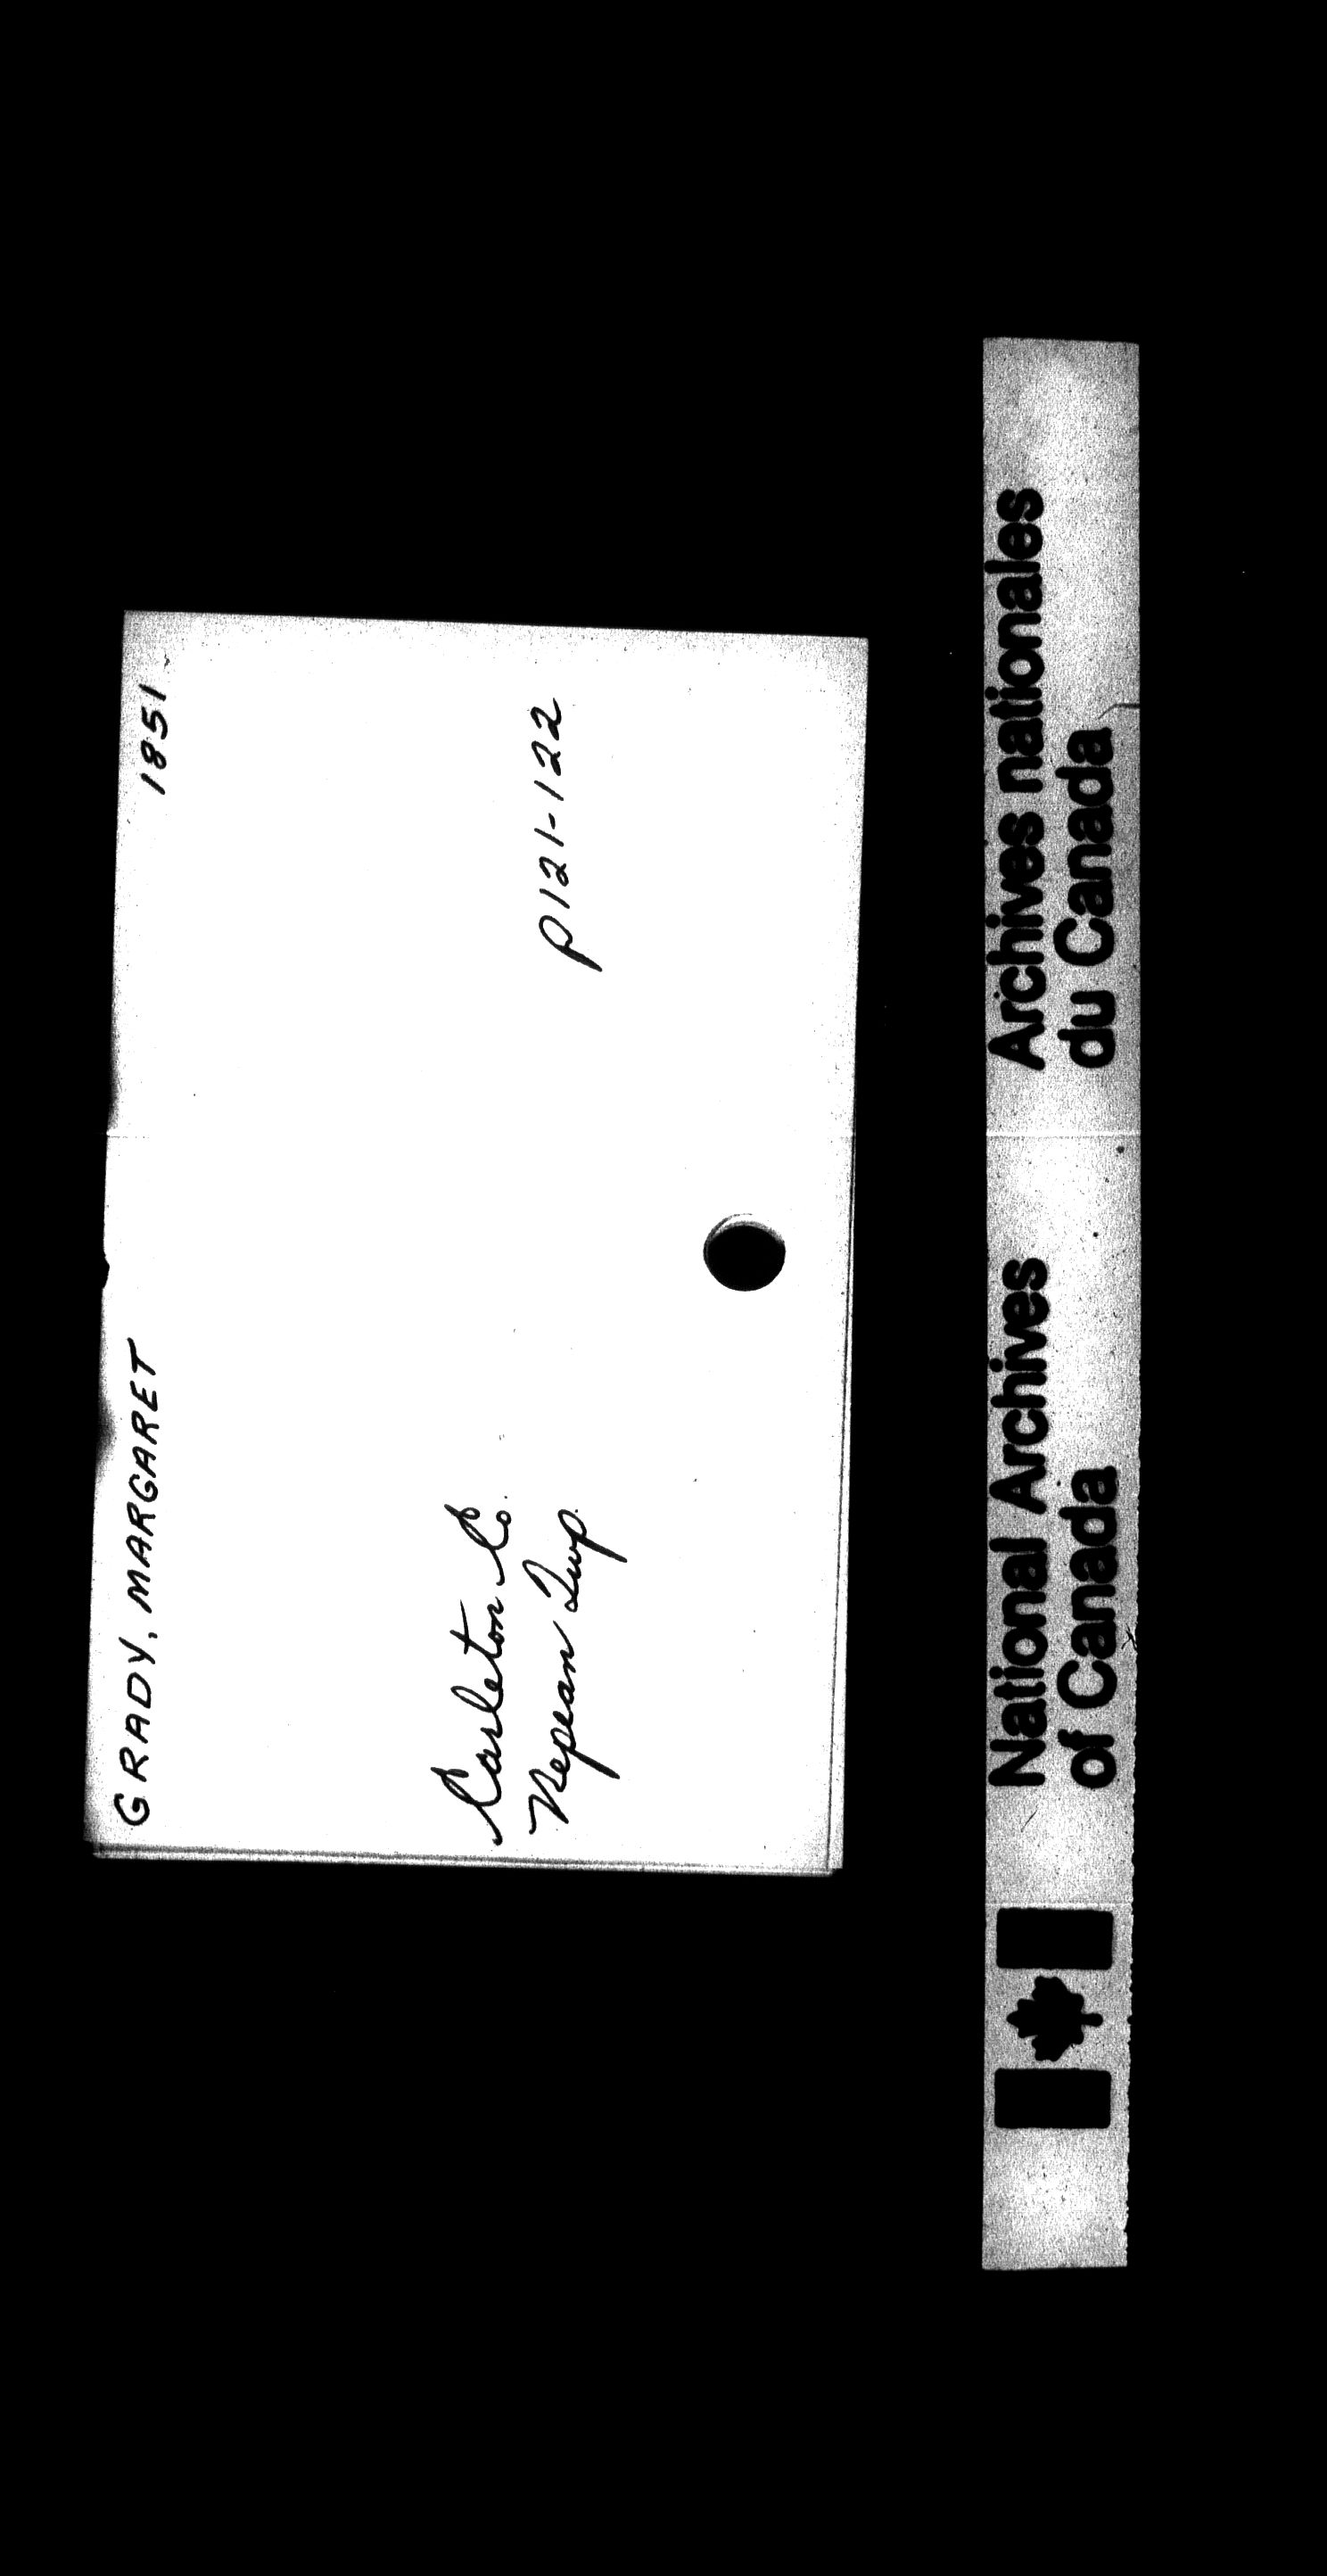 GRADY, MARGARET 1851
Carleton Co.
Nepean Twp. p121-122
National Archives of Canada
Archives nationales du Canada